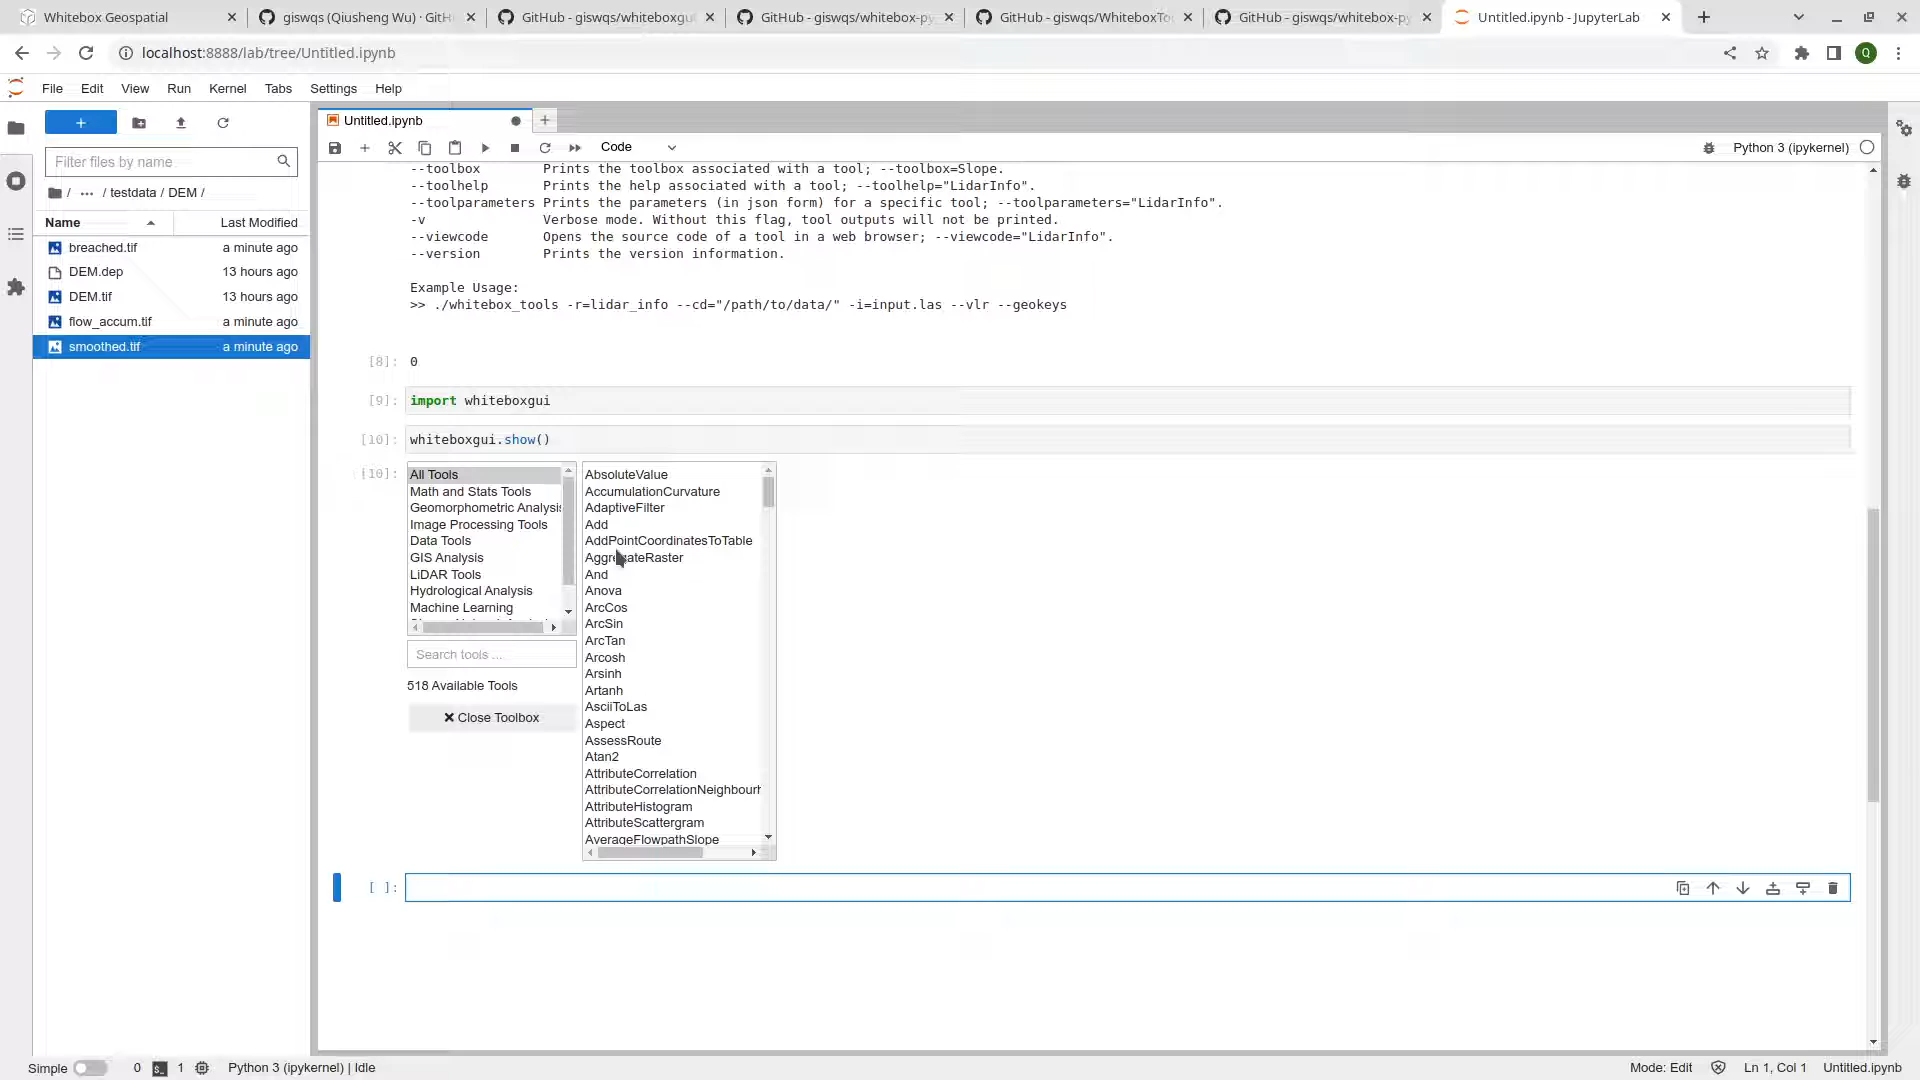 Whitebox Geospatial
giswqs (Qiusheng Wu) · GitH
GitHub - giswqs/whiteboxgu
GitHub - giswqs/whitebox-py
GitHub - giswqs/WhiteboxToo
GitHub - giswqs/whitebox-py
Untitled.ipynb - JupyterLab
localhost:8888/lab/tree/Untitled.ipynb
Q
File Edit View Run Kernel Tabs Settings Help
Untitled.ipynb
Filter files by name
/ ··· / testdata / DEM /
Name Last Modified
breached.tif a minute ago
DEM.dep 13 hours ago
DEM.tif 13 hours ago
flow_accum.tif a minute ago
smoothed.tif a minute ago
Code
Python 3 (ipykernel)
--toolbox Prints the toolbox associated with a tool; --toolbox=Slope.
--toolhelp Prints the help associated with a tool; --toolhelp="LidarInfo".
--toolparameters Prints the parameters (in json form) for a specific tool; --toolparameters="LidarInfo".
-v Verbose mode. Without this flag, tool outputs will not be printed.
--viewcode Opens the source code of a tool in a web browser; --viewcode="LidarInfo".
--version Prints the version information.
Example Usage:
>> ./whitebox_tools -r=lidar_info --cd="/path/to/data/" -i=input.las --vlr --geokeys
[8]: 0
[9]: import whiteboxgui
[10]: whiteboxgui.show()
[10]:
All Tools
Math and Stats Tools
Geomorphometric Analysis
Image Processing Tools
Data Tools
GIS Analysis
LiDAR Tools
Hydrological Analysis
Machine Learning
Search tools ...
518 Available Tools
Close Toolbox
AbsoluteValue
AccumulationCurvature
AdaptiveFilter
Add
AddPointCoordinatesToTable
AggregateRaster
And
Anova
ArcCos
ArcSin
ArcTan
Arcosh
Arsinh
Artanh
AsciiToLas
Aspect
AssessRoute
Atan2
AttributeCorrelation
AttributeCorrelationNeighbourh
AttributeHistogram
AttributeScattergram
AverageFlowpathSlope
[ ]:
Simple 0 1 Python 3 (ipykernel) | Idle
Mode: Edit Ln 1, Col 1 Untitled.ipynb